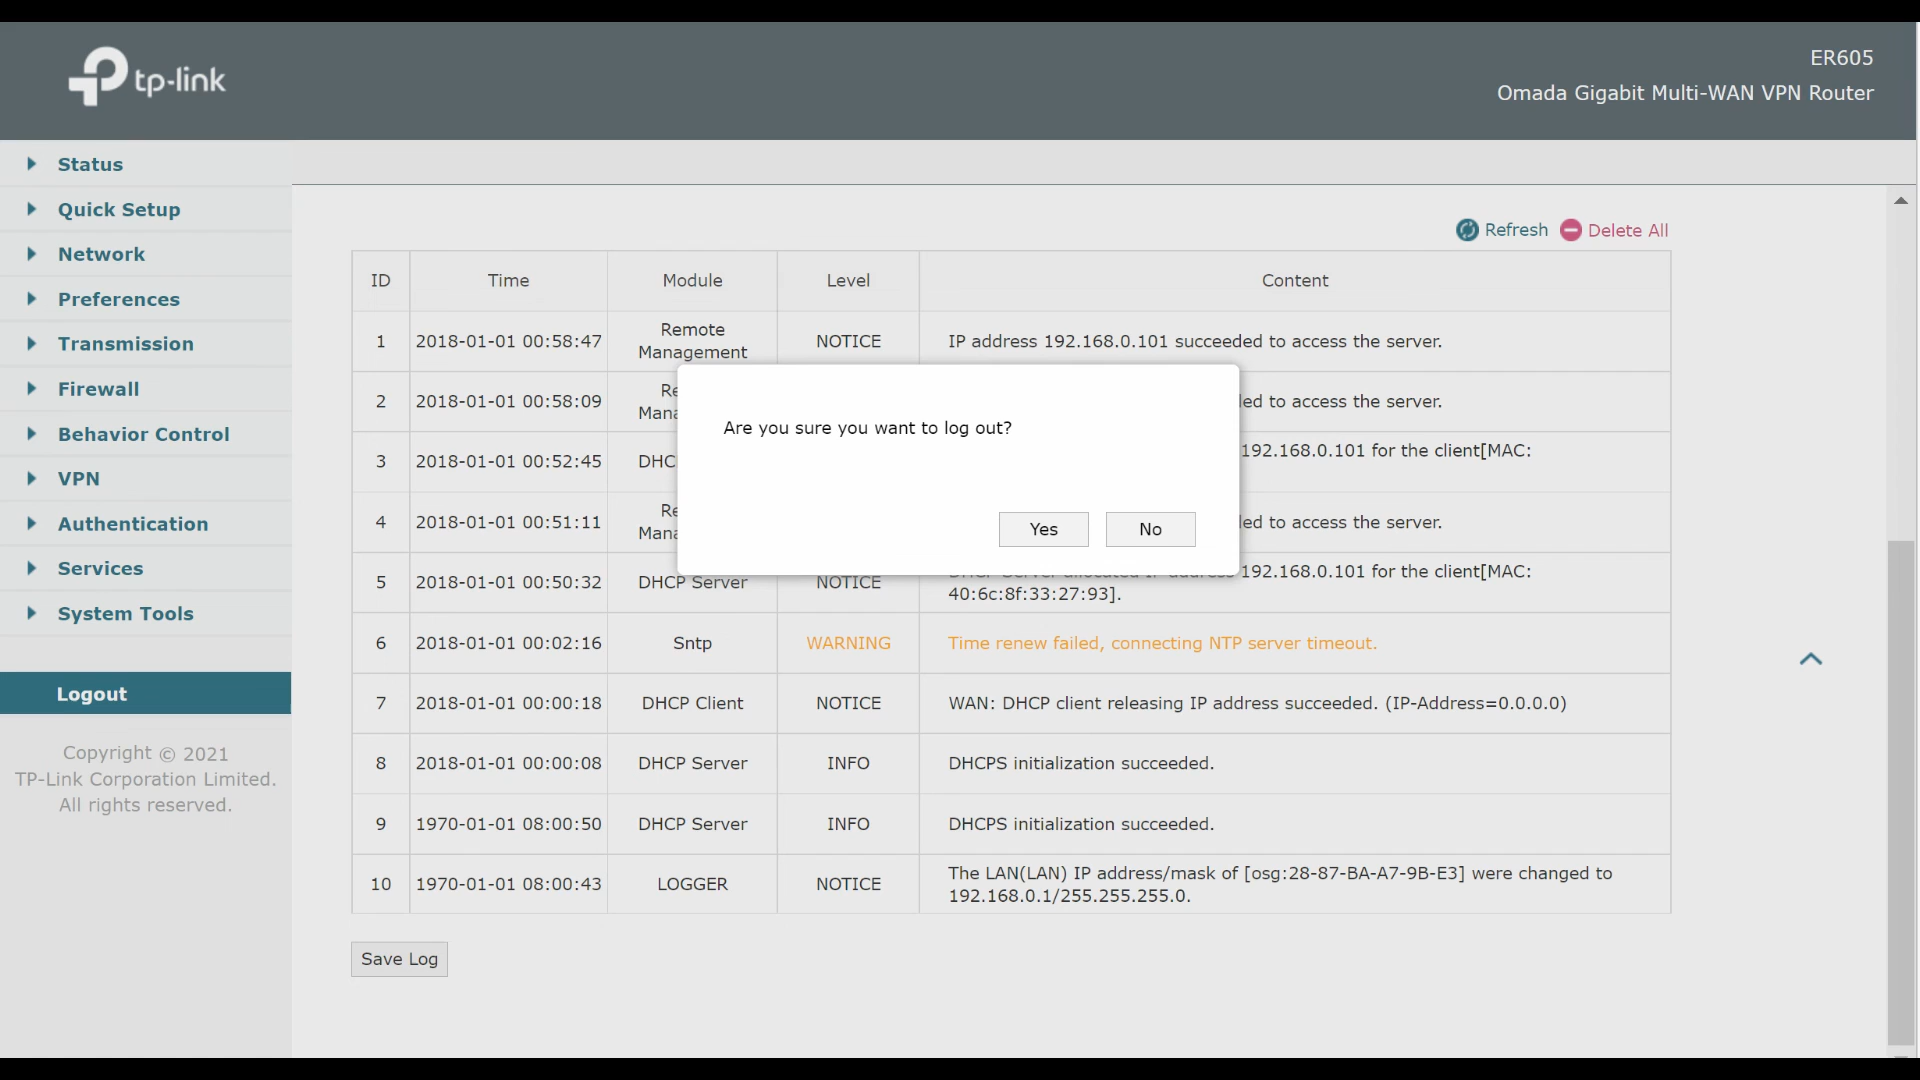 tp-link
ER605
Omada Gigabit Multi-WAN VPN Router
Status
Quick Setup
Network
Preferences
Transmission
Firewall
Behavior Control
VPN
Authentication
Services
System Tools
Logout
Copyright © 2021
TP-Link Corporation Limited.
All rights reserved.
Refresh Delete All
ID Time Module Level Content
1 2018-01-01 00:58:47 Remote Management NOTICE IP address 192.168.0.101 succeeded to access the server.
2 2018-01-01 00:58:09 to access the server.
3 2018-01-01 00:52:45 DHC 192.168.0.101 for the client[MAC:
4 2018-01-01 00:51:11 to access the server.
5 2018-01-01 00:50:32 DHCP Server NOTICE 192.168.0.101 for the client[MAC:
40:6c:8f:33:27:93].
6 2018-01-01 00:02:16 Sntp WARNING Time renew failed, connecting NTP server timeout.
7 2018-01-01 00:00:18 DHCP Client NOTICE WAN: DHCP client releasing IP address succeeded. (IP-Address=0.0.0.0)
8 2018-01-01 00:00:08 DHCP Server INFO DHCPS initialization succeeded.
9 1970-01-01 08:00:50 DHCP Server INFO DHCPS initialization succeeded.
10 1970-01-01 08:00:43 LOGGER NOTICE The LAN(LAN) IP address/mask of [osg:28-87-BA-A7-9B-E3] were changed to
192.168.0.1/255.255.255.0.
Are you sure you want to log out?
Yes No
Save Log